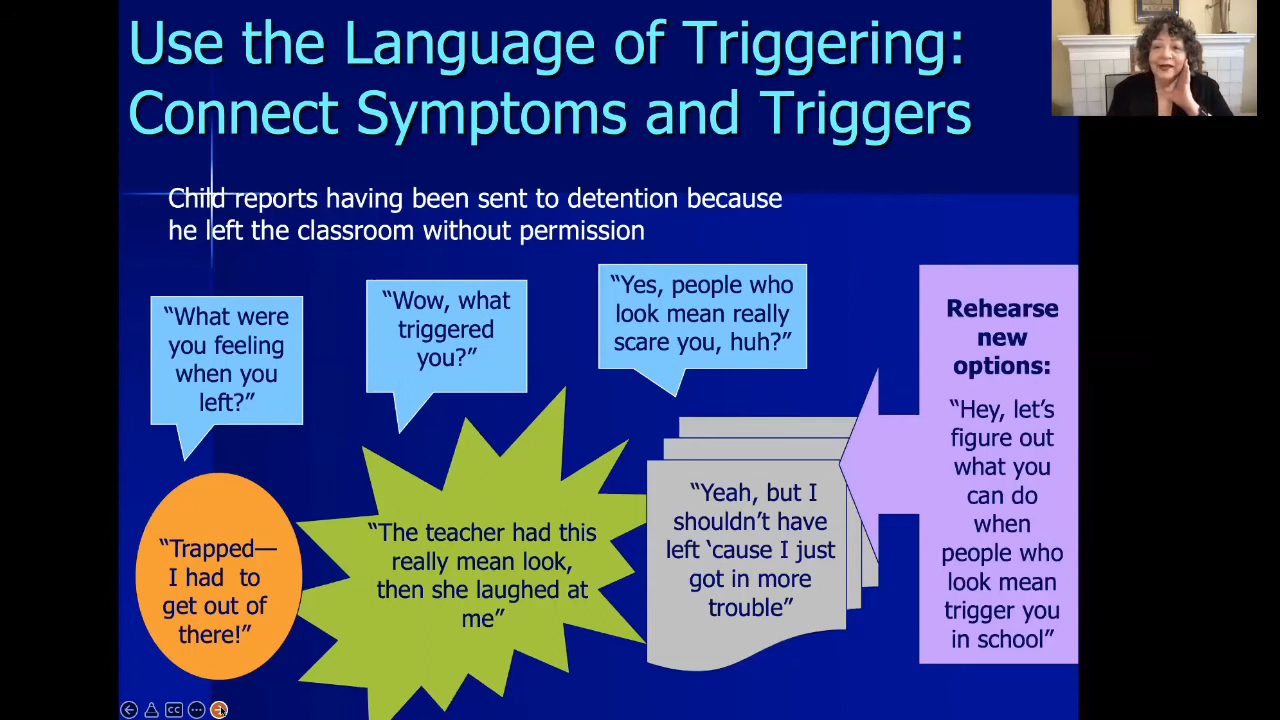 Use the Language of Triggering:
Connect Symptoms and Triggers
Child reports having been sent to detention because
he left the classroom without permission
“What were
you feeling
when you
left?”
“Trapped—
I had to
get out of
there!”
“Wow, what
triggered
you?”
“The teacher had this
really mean look,
then she laughed at
me”
“Yes, people who
look mean really
scare you, huh?”
“Yeah, but I
shouldn’t have
left ‘cause I just
got in more
trouble”
Rehearse
new
options:
“Hey, let’s
figure out
what you
can do
when
people who
look mean
trigger you
in school”
CC